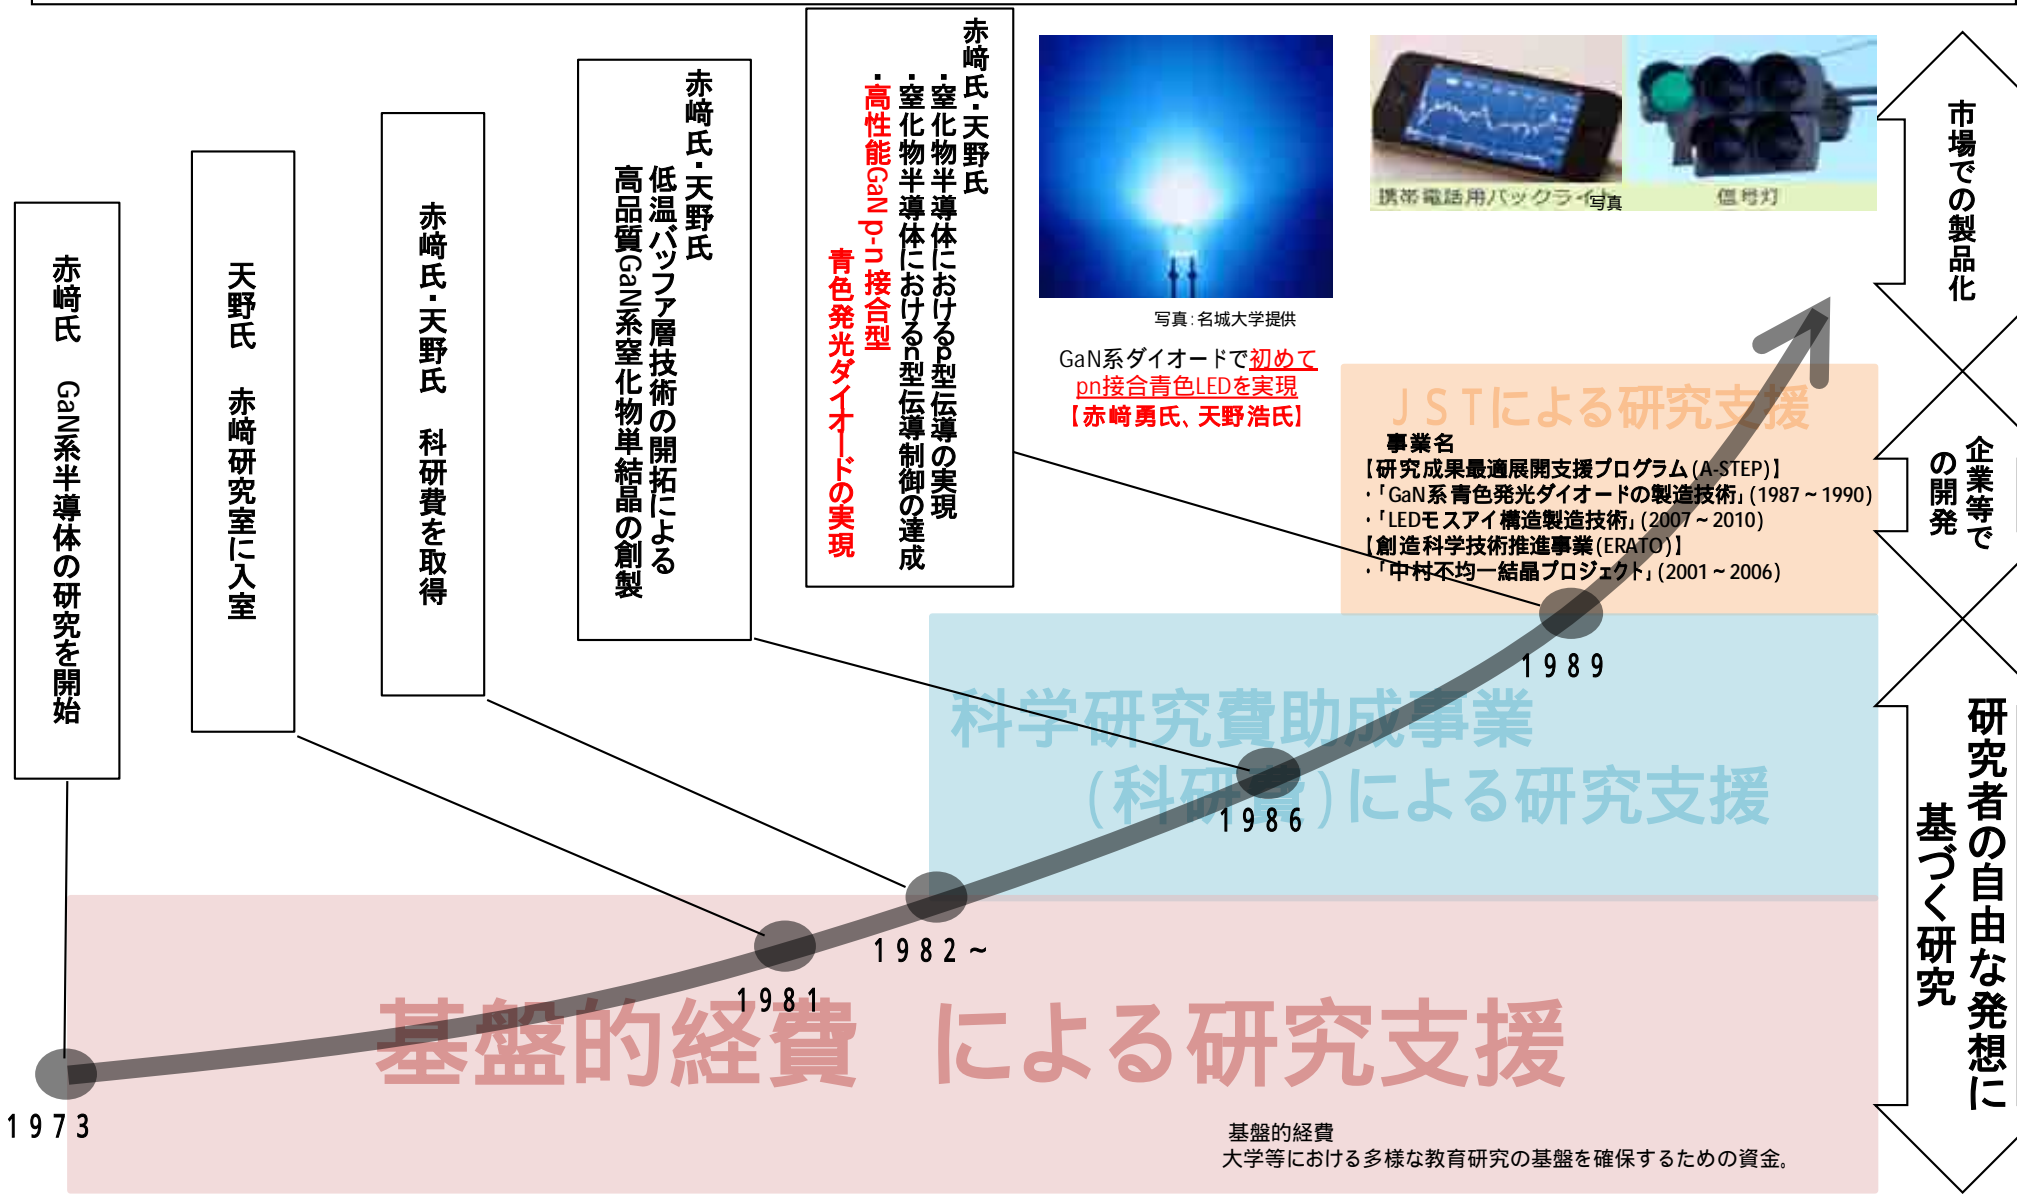 赤﨑氏　GaN系半導体の研究を開始
天野氏　赤﨑研究室に入室
赤﨑氏・天野氏　科研費を取得
赤﨑氏・天野氏
低温バッファ層技術の開拓による
高品質GaN系窒化物単結晶の創製
赤﨑氏・天野氏
・窒化物半導体におけるp型伝導の実現
・窒化物半導体におけるn型伝導制御の達成
・高性能GaN p-n 接合型
青色発光ダイオードの実現
写真:名城大学提供
GaN系ダイオードで初めて
pn接合青色LEDを実現
【赤﨑勇氏、天野浩氏】
携帯電話用バックライト
写真
信号灯
市場での製品化
企業等で
の開発
研究者の自由な発想に
基づく研究
JSTによる研究支援
事業名
【研究成果最適展開支援プログラム(A-STEP)】
・「GaN系青色発光ダイオードの製造技術」(1987~1990)
・「LEDモスアイ構造製造技術」(2007~2010)
【創造科学技術推進事業(ERATO)】
・「中村不均一結晶プロジェクト」(2001~2006)
科学研究費助成事業
(科研費)による研究支援
基盤的経費　による研究支援
1989
1986
1982~
1981
1973
基盤的経費
大学等における多様な教育研究の基盤を確保するための資金。